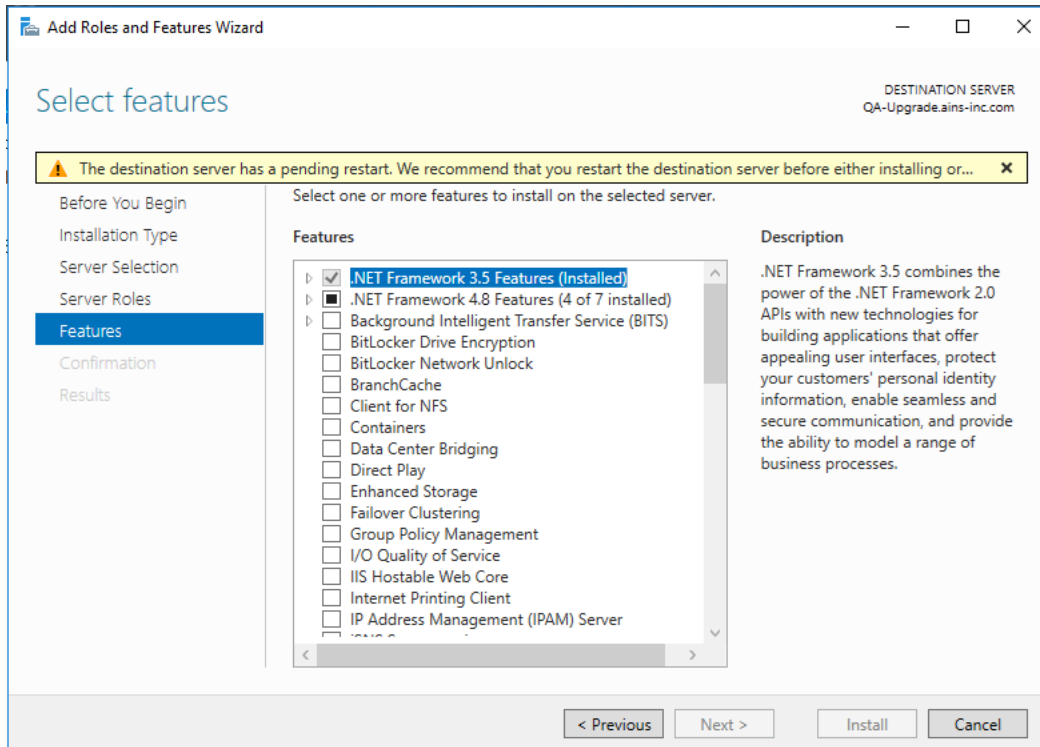 Add Roles and Features Wizard
Select features
DESTINATION SERVER
QA-Upgrade.ains-inc.com
The destination server has a pending restart. We recommend that you restart the destination server before either installing or...
Before You Begin
Installation Type
Server Selection
Server Roles
Features
Confirmation
Results
Select one or more features to install on the selected server.
Features
.NET Framework 3.5 Features (Installed)
.NET Framework 4.8 Features (4 of 7 installed)
Background Intelligent Transfer Service (BITS)
BitLocker Drive Encryption
BitLocker Network Unlock
BranchCache
Client for NFS
Containers
Data Center Bridging
Direct Play
Enhanced Storage
Failover Clustering
Group Policy Management
I/O Quality of Service
IIS Hostable Web Core
Internet Printing Client
IP Address Management (IPAM) Server
Description
.NET Framework 3.5 combines the
power of the .NET Framework 2.0
APIs with new technologies for
building applications that offer
appealing user interfaces, protect
your customers' personal identity
information, enable seamless and
secure communication, and provide
the ability to model a range of
business processes.
< Previous
Next >
Install
Cancel